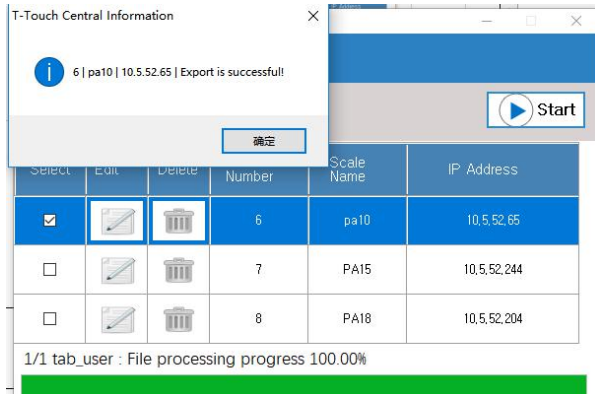 T-Touch Central Information
IP Address
6 | pa10 | 10.5.52.65 | Export is successful!
确定
Start
Select Edit Delete Number Scale Name IP Address
6 pa10 10,5,52,65
7 PA15 10,5,52,244
8 PA18 10,5,52,204
1/1 tab_user : File processing progress 100.00%